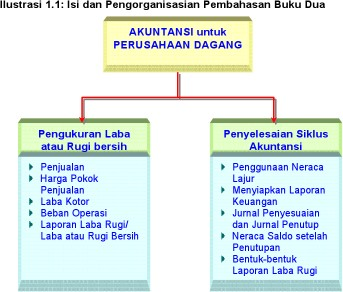 Ilustrasi 1.1: Isi dan Pengorganisasian Pembahasan Buku Dua
AKUNTANSI untuk
PERUSAHAAN DAGANG
Pengukuran Laba
atau Rugi bersih
Penjualan
Harga Pokok
Penjualan
Laba Kotor
Beban Operasi
Laporan Laba Rugi/
Laba atau Rugi Bersih
Penyelesaian Siklus
Akuntansi
Penggunaan Neraca
Lajur
Menyiapkan Laporan
Keuangan
Jurnal Penyesuaian
dan Jurnal Penutup
Neraca Saldo setelah
Penutupan
Bentuk-bentuk
Laporan Laba Rugi